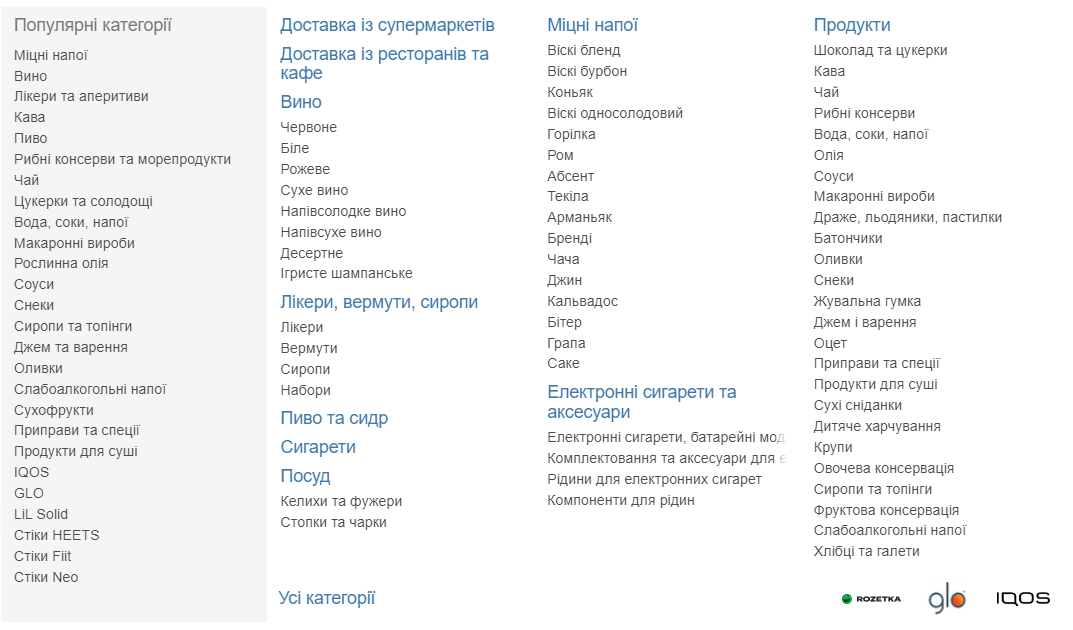 Популярні категорії
Міцні напої
Вино
Лікери та аперитиви
Кава
Пиво
Рибні консерви та морепродукти
Чай
Цукерки та солодощі
Вода, соки, напої
Макаронні вироби
Рослинна олія
Соуси
Снеки
Сиропи та топінги
Джем та варення
Оливки
Слабоалкогольні напої
Сухофрукти
Приправи та спеції
Продукти для суші
IQOS
GLO
LiL Solid
Стіки HEETS
Стіки Fiit
Стіки Neo
Доставка із супермаркетів
Доставка із ресторанів та
кафе
Вино
Червоне
Біле
Рожеве
Сухе вино
Напівсолодке вино
Напівсухе вино
Десертне
Ігристе шампанське
Лікери, вермути, сиропи
Лікери
Вермути
Сиропи
Набори
Пиво та сидр
Сигарети
Посуд
Келихи та фужери
Стопки та чарки
Усі категорії
Міцні напої
Віскі бленд
Віскі бурбон
Коньяк
Віскі односолодовий
Горілка
Ром
Абсент
Текіла
Арманьяк
Бренді
Чача
Джин
Кальвадос
Бітер
Грапа
Саке
Електронні сигарети та
аксесуари
Електронні сигарети, батарейні мод
Комплектовання та аксесуари для е
Рідини для електронних сигарет
Компоненти для рідин
Продукти
Шоколад та цукерки
Кава
Чай
Рибні консерви
Вода, соки, напої
Олія
Соуси
Макаронні вироби
Драже, льодяники, пастилки
Батончики
Оливки
Снеки
Жувальна гумка
Джем і варення
Оцет
Приправи та спеції
Продукти для суші
Сухі сніданки
Дитяче харчування
Крупи
Овочева консервація
Сиропи та топінги
Фруктова консервація
Слабоалкогольні напої
Хлібці та галети
ROZETKA
glo
IQOS